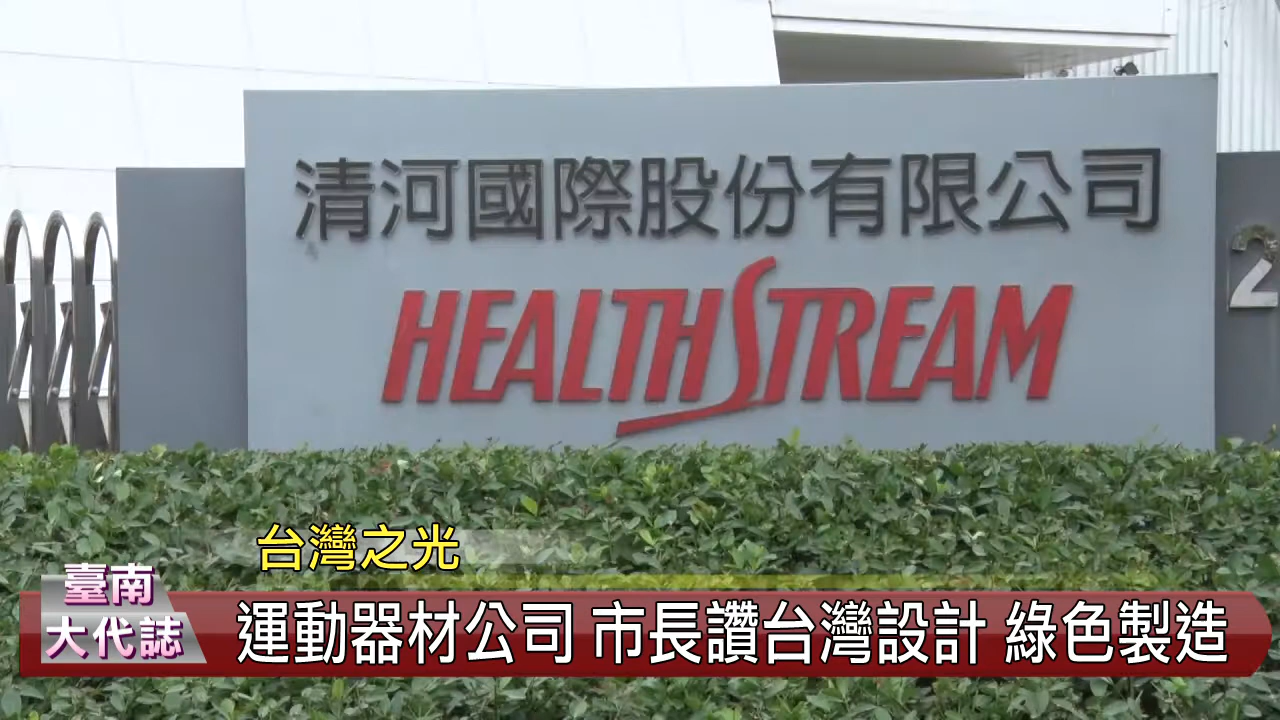 清河國際股份有限公司
HEALTHSTREAM
2
台灣之光
臺南
大代誌
運動器材公司 市長讚台灣設計 綠色製造